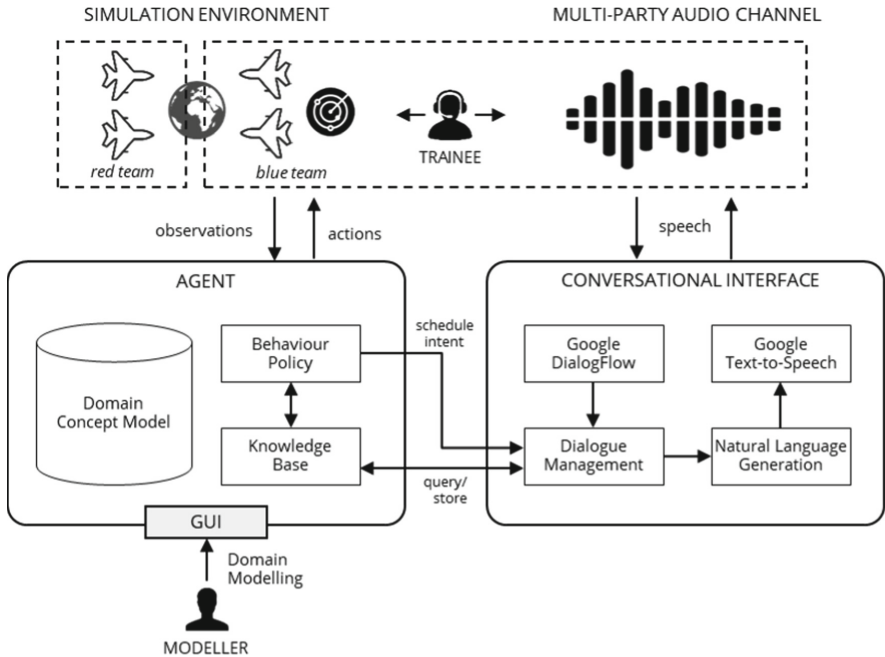 SIMULATION ENVIRONMENT
MULTI-PARTY AUDIO CHANNEL
red team
blue team
TRAINEE
observations
actions
speech
AGENT
Domain
Concept Model
Behaviour
Policy
Knowledge
Base
schedule
intent
query/
store
CONVERSATIONAL INTERFACE
Google
DialogFlow
Google
Text-to-Speech
Dialogue
Management
Natural Language
Generation
GUI
Domain
Modelling
MODELLER